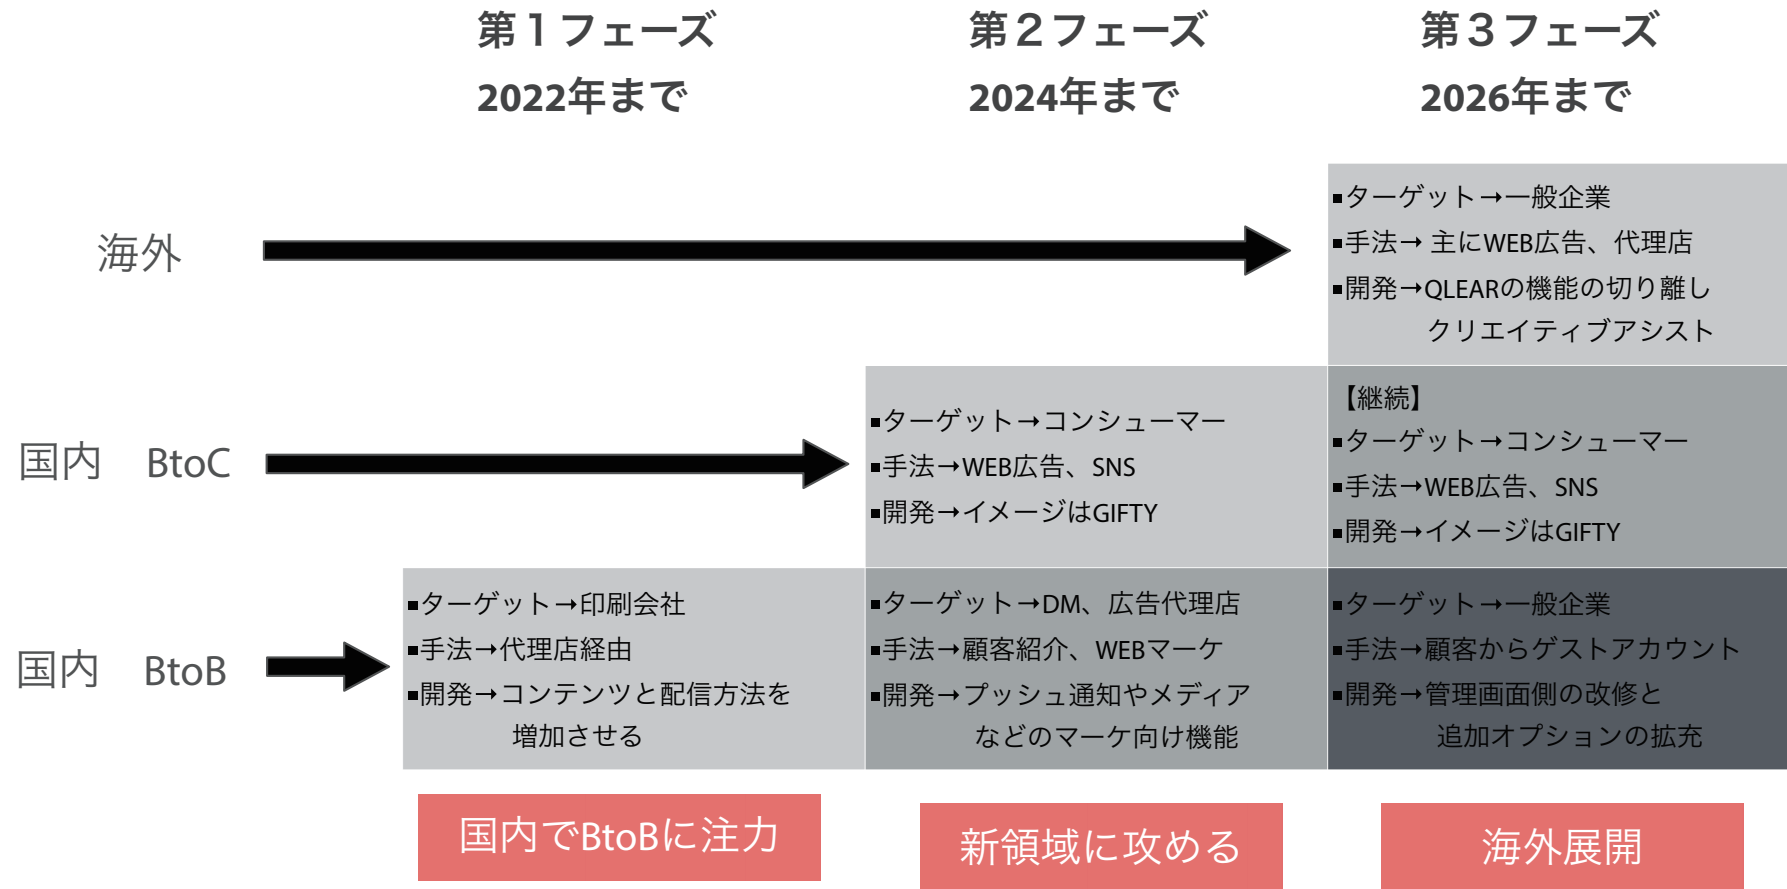 第１フェーズ
2022年まで
第２フェーズ
2024年まで
第３フェーズ
2026年まで
海外
■ターゲット→一般企業
■手法→ 主にWEB広告、代理店
■開発→QLEARの機能の切り離し
クリエイティブアシスト
国内　BtoC
■ターゲット→コンシューマー
■手法→WEB広告、SNS
■開発→イメージはGIFTY
【継続】
■ターゲット→コンシューマー
■手法→WEB広告、SNS
■開発→イメージはGIFTY
国内　BtoB
■ターゲット→印刷会社
■手法→代理店経由
■開発→コンテンツと配信方法を
増加させる
■ターゲット→DM、広告代理店
■手法→顧客紹介、WEBマーケ
■開発→プッシュ通知やメディア
などのマーケ向け機能
■ターゲット→一般企業
■手法→顧客からゲストアカウント
■開発→管理画面側の改修と
追加オプションの拡充
国内でBtoBに注力
新領域に攻める
海外展開